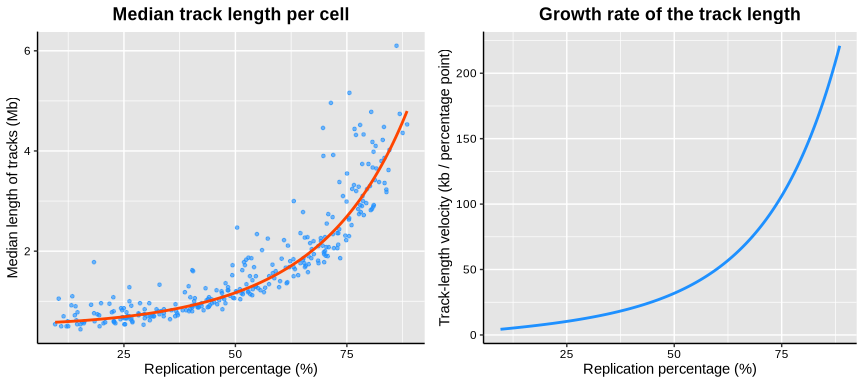 Median track length per cell
Median length of tracks (Mb)
6
4
2
25
50
75
Replication percentage (%)
Growth rate of the track length
Track-length velocity (kb / percentage point)
200
150
100
50
0
25
50
75
Replication percentage (%)